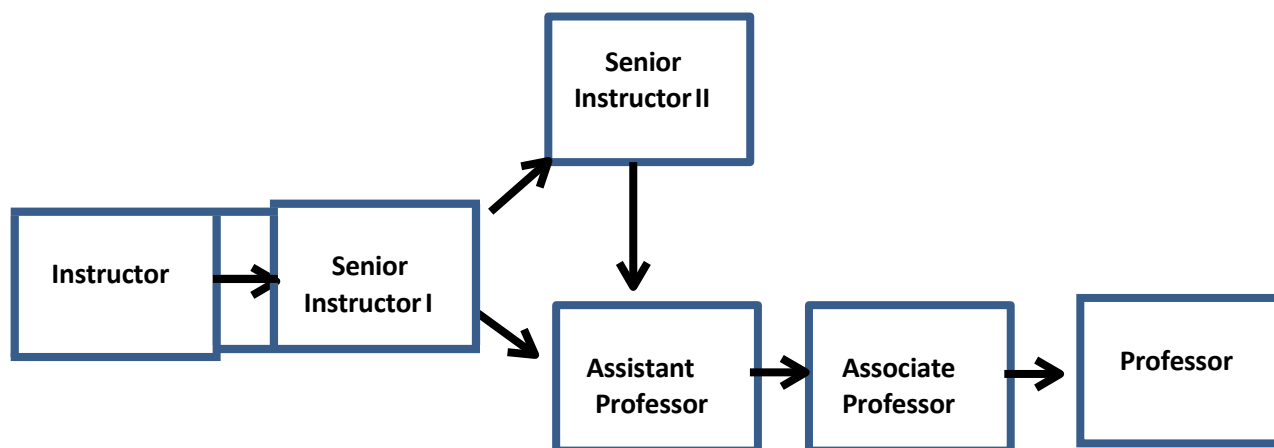 Senior
Instructor II
Instructor
Senior
Instructor I
Assistant
Professor
Associate
Professor
Professor